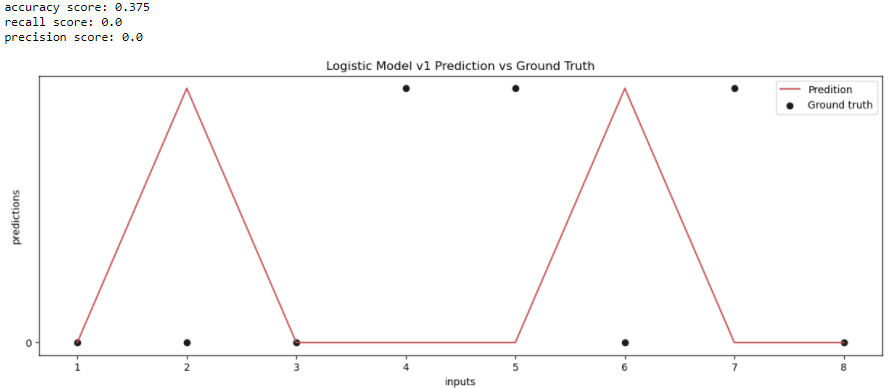 accuracy score: 0.375
recall score: 0.0
precision score: 0.0
Logistic Model v1 Prediction vs Ground Truth
Predition
Ground truth
predictions
0
1 2 3 4 5 6 7 8
inputs